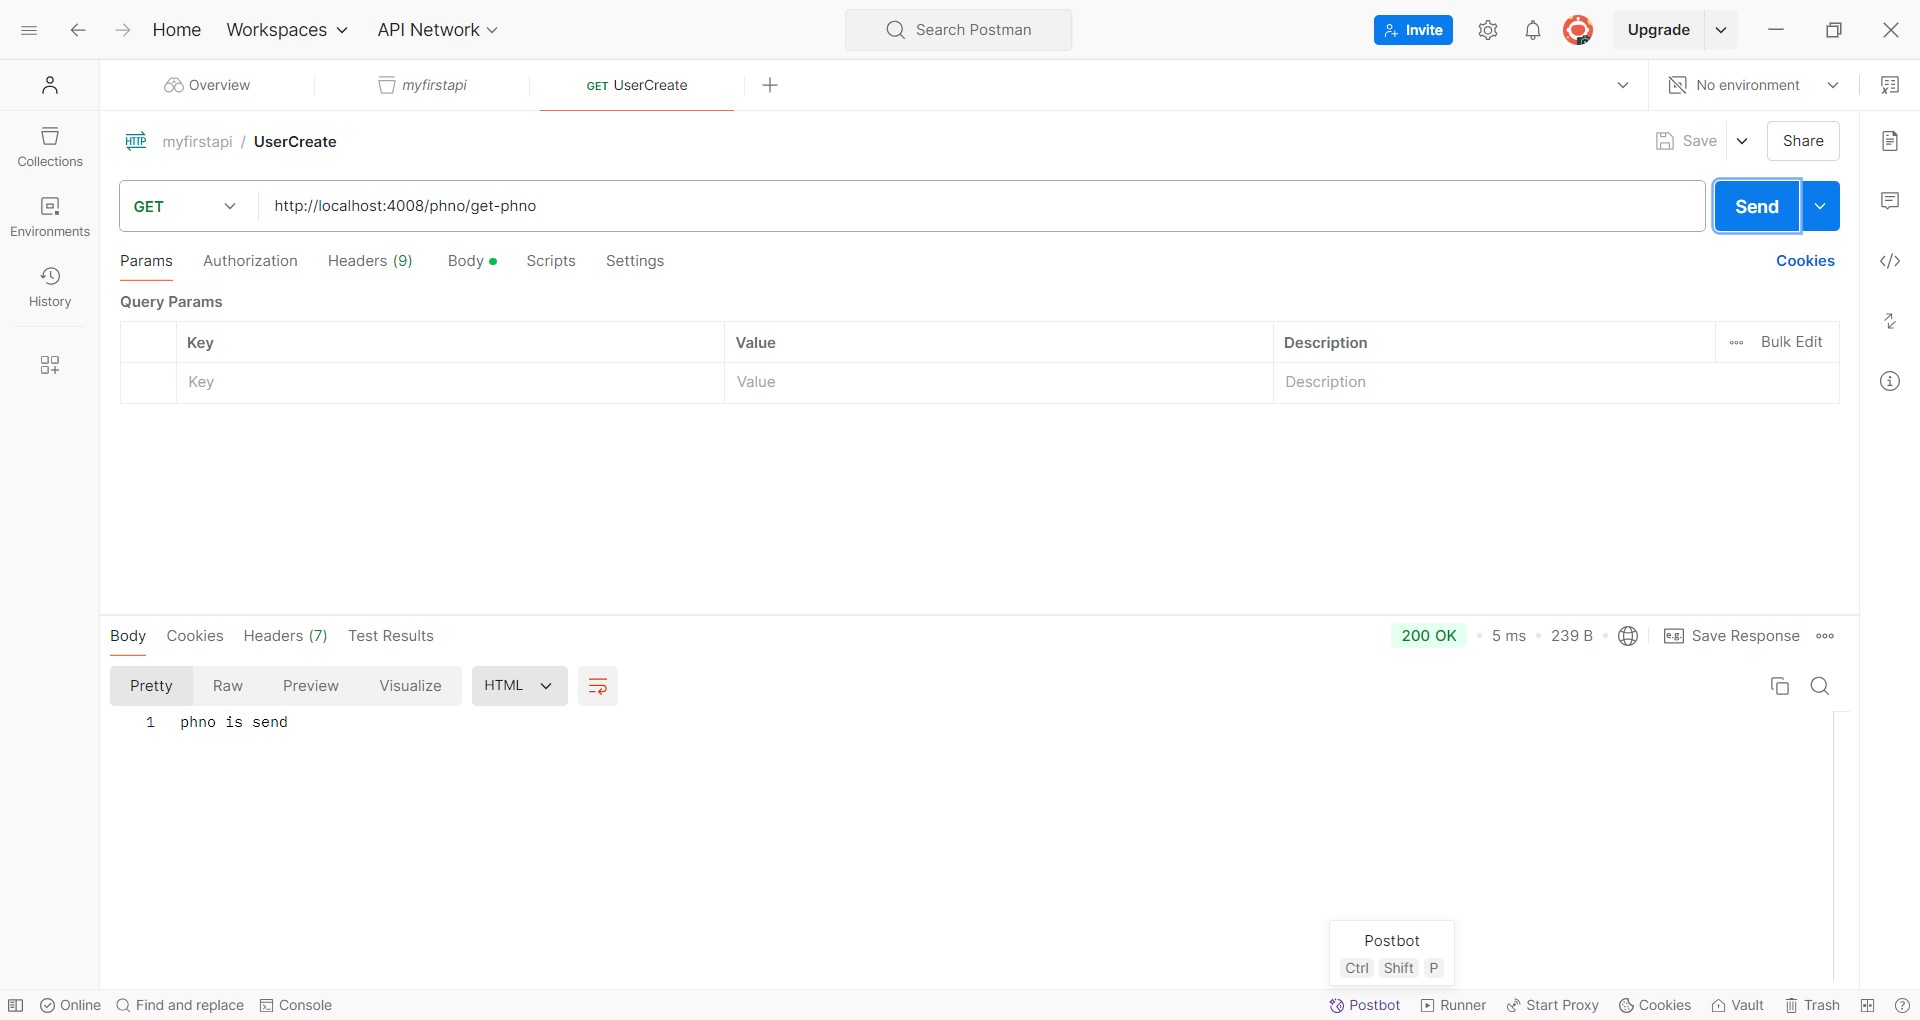 Home Workspaces API Network Search Postman Invite Upgrade
Overview myfirstapi GET UserCreate No environment
HTTP myfirstapi / UserCreate Save Share
Collections
Environments
History
GET http://localhost:4008/phno/get-phno Send
Params Authorization Headers (9) Body Scripts Settings Cookies
Query Params
Key Value Description Bulk Edit
Key Value Description
Body Cookies Headers (7) Test Results 200 OK 5 ms 239 B e.g. Save Response
Pretty Raw Preview Visualize HTML
1 phno is send
Postbot
Ctrl Shift P
Online Find and replace Console Postbot Runner Start Proxy Cookies Vault Trash